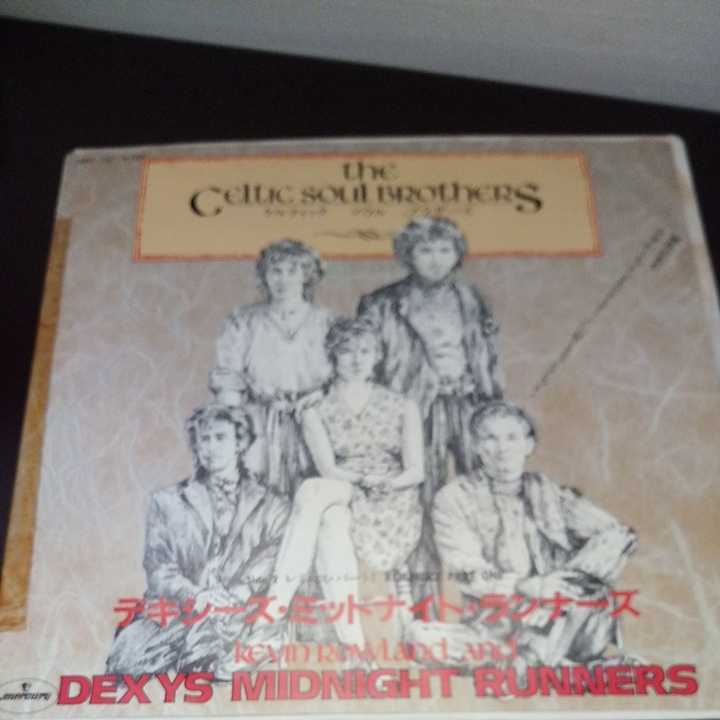 the
Celtic Soul Brothers
ケルティック ソウル ブラザーズ
デキシーズ・ミッドナイト・ランナーズ
Kevin Rowland and
mercury DEXYS MIDNIGHT RUNNERS